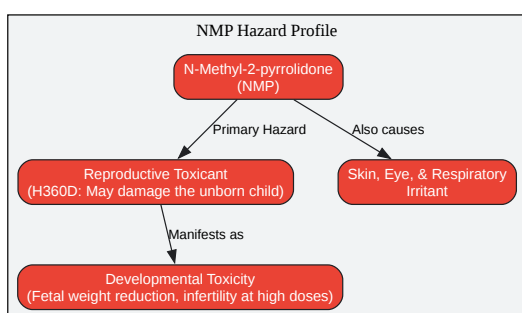 NMP Hazard Profile
N-Methyl-2-pyrrolidone
(NMP)
Primary Hazard
Also causes
Reproductive Toxicant
(H360D: May damage the unborn child)
Skin, Eye, & Respiratory
Irritant
Manifests as
Developmental Toxicity
(Fetal weight reduction, infertility at high doses)